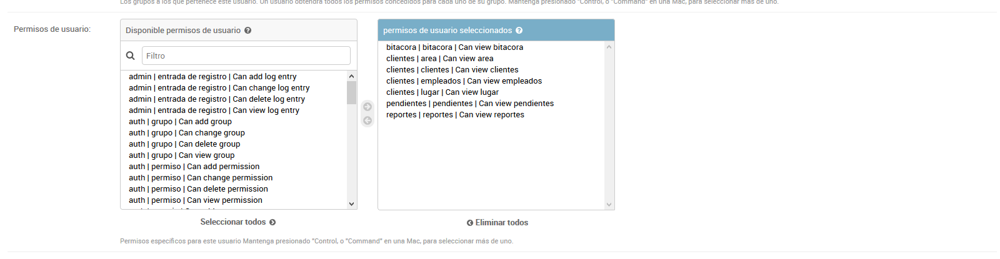 Los grupos a los que pertenece este usuario. Un usuario obtendrá todos los permisos concedidos para cada uno de su grupo. Mantenga presionado "Control, o "Command" en una Mac, para seleccionar más de uno.
Permisos de usuario:
Disponible permisos de usuario
Filtro
admin | entrada de registro | Can add log entry
admin | entrada de registro | Can change log entry
admin | entrada de registro | Can delete log entry
admin | entrada de registro | Can view log entry
auth | grupo | Can add group
auth | grupo | Can change group
auth | grupo | Can delete group
auth | grupo | Can view group
auth | permiso | Can add permission
auth | permiso | Can change permission
auth | permiso | Can delete permission
auth | permiso | Can view permission
Seleccionar todos
permisos de usuario seleccionados
bitacora | bitacora | Can view bitacora
clientes | area | Can view area
clientes | clientes | Can view clientes
clientes | empleados | Can view empleados
clientes | lugar | Can view lugar
pendientes | pendientes | Can view pendientes
reportes | reportes | Can view reportes
Eliminar todos
Permisos específicos para este usuario Mantenga presionado "Control, o "Command" en una Mac, para seleccionar más de uno.